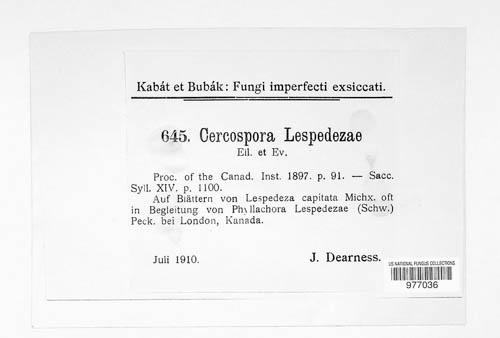 Kabát et Bubák: Fungi imperfecti exsiccati.
645. Cercospora Lespedezae
Eil. et Ev.
Proc. of the Canad. Inst. 1897. p. 91. — Sacc.
Syll. XIV. p. 1100.
Auf Blättern von Lespedeza capitata Michx. oft
in Begleitung von Phyllachora Lespedezae (Schw.)
Peck. bei London, Kanada.
Juli 1910. J. Dearness.
US NATIONAL FUNGUS COLLECTIONS
977036